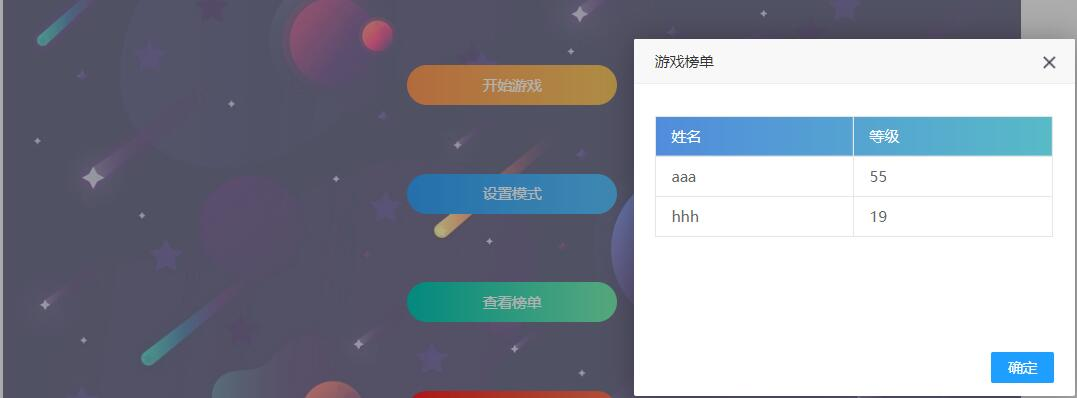 开始游戏
设置模式
查看榜单
游戏榜单
姓名 等级
aaa 55
hhh 19
确定